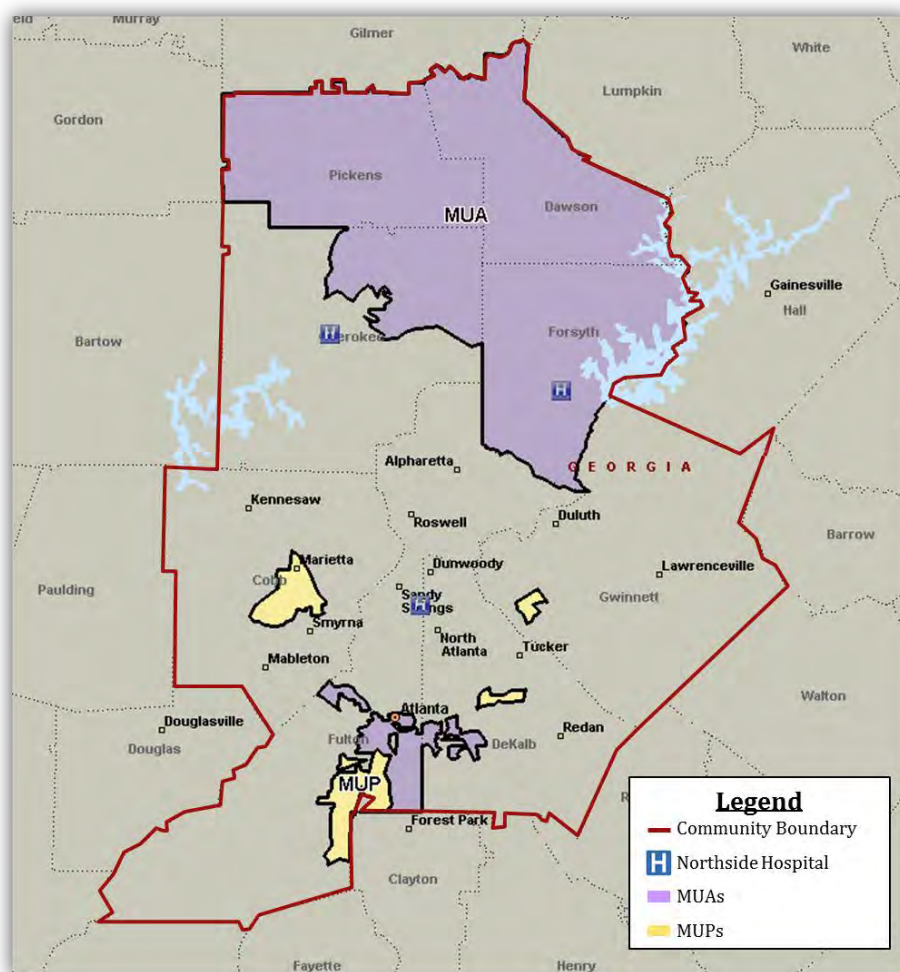 Murray
Gilmer
White
Lumpkin
Gordon
Pickens
Dawson
MUA
Gainesville
Hall
Forsyth
Bartow
Alpharetta
GEORGIA
Kennesaw
Roswell
Duluth
Barrow
Marietta
Dunwoody
Lawrenceville
Cobb
Paulding
Sandy
Springs
Gwinnett
Smyrna
North
Atlanta
Tucker
Mableton
Walton
Atlanta
Douglasville
Redan
Fulton
DeKalb
Douglas
MUP
Forest Park
Clayton
Fayette
Henry
Legend
Community Boundary
H Northside Hospital
MUAs
MUPs